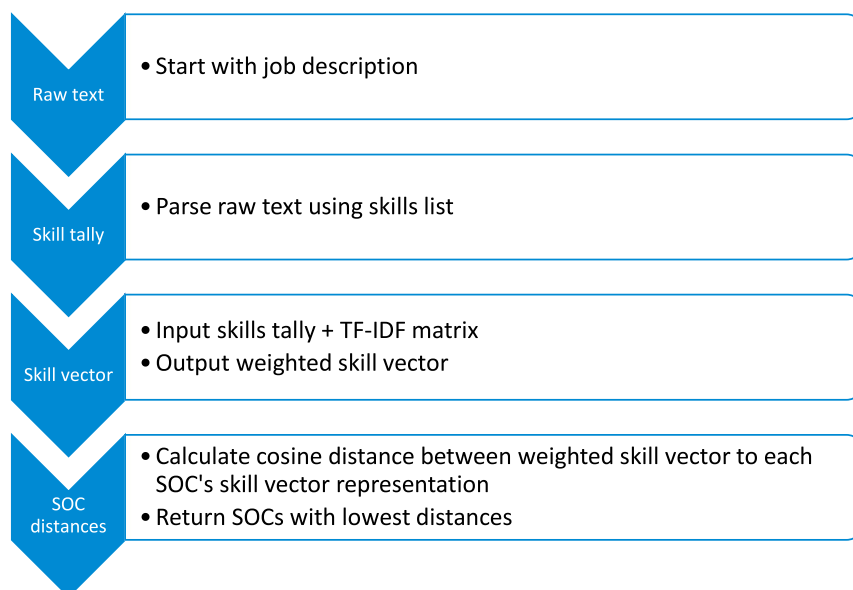 Raw text
• Start with job description
Skill tally
• Parse raw text using skills list
Skill vector
• Input skills tally + TF-IDF matrix
• Output weighted skill vector
SOC
distances
• Calculate cosine distance between weighted skill vector to each
SOC's skill vector representation
• Return SOCs with lowest distances